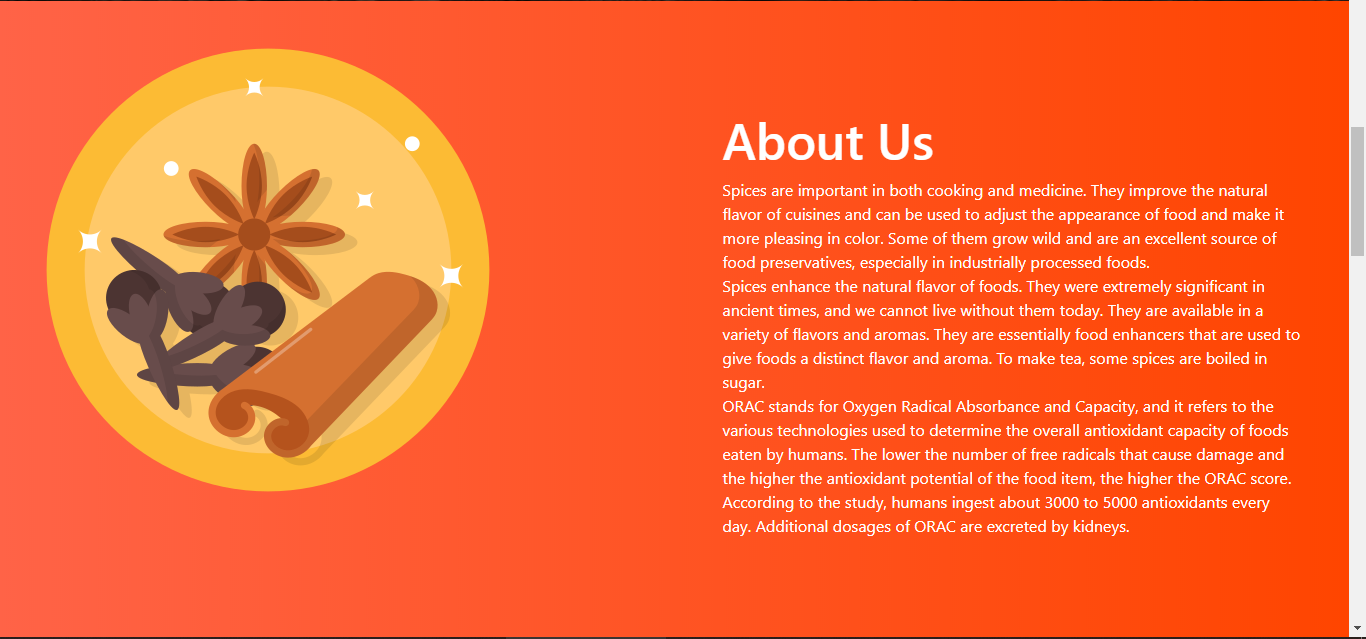 About Us
Spices are important in both cooking and medicine. They improve the natural
flavor of cuisines and can be used to adjust the appearance of food and make it
more pleasing in color. Some of them grow wild and are an excellent source of
food preservatives, especially in industrially processed foods.
Spices enhance the natural flavor of foods. They were extremely significant in
ancient times, and we cannot live without them today. They are available in a
variety of flavors and aromas. They are essentially food enhancers that are used to
give foods a distinct flavor and aroma. To make tea, some spices are boiled in
sugar.
ORAC stands for Oxygen Radical Absorbance and Capacity, and it refers to the
various technologies used to determine the overall antioxidant capacity of foods
eaten by humans. The lower the number of free radicals that cause damage and
the higher the antioxidant potential of the food item, the higher the ORAC score.
According to the study, humans ingest about 3000 to 5000 antioxidants every
day. Additional dosages of ORAC are excreted by kidneys.